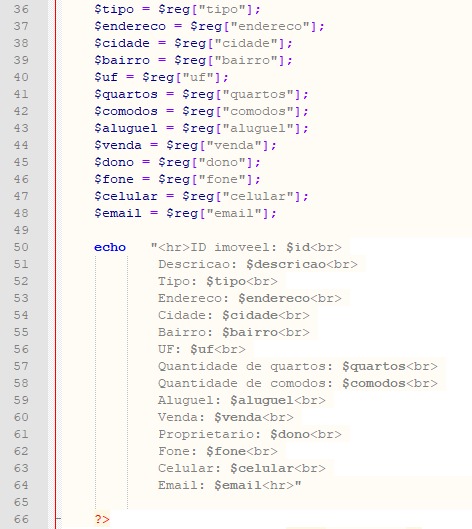 36 $tipo = $reg["tipo"];
37 $endereco = $reg["endereco"];
38 $cidade = $reg["cidade"];
39 $bairro = $reg["bairro"];
40 $uf = $reg["uf"];
41 $quartos = $reg["quartos"];
42 $comodos = $reg["comodos"];
43 $aluguel = $reg["aluguel"];
44 $venda = $reg["venda"];
45 $dono = $reg["dono"];
46 $fone = $reg["fone"];
47 $celular = $reg["celular"];
48 $email = $reg["email"];
49
50 echo "<hr>ID imoveel: $id<br>
51 Descricao: $descricao<br>
52 Tipo: $tipo<br>
53 Endereco: $endereco<br>
54 Cidade: $cidade<br>
55 Bairro: $bairro<br>
56 UF: $uf<br>
57 Quantidade de quartos: $quartos<br>
58 Quantidade de comodos: $comodos<br>
59 Aluguel: $aluguel<br>
60 Venda: $venda<br>
61 Proprietario: $dono<br>
62 Fone: $fone<br>
63 Celular: $celular<br>
64 Email: $email<hr>"
65
66 ?>